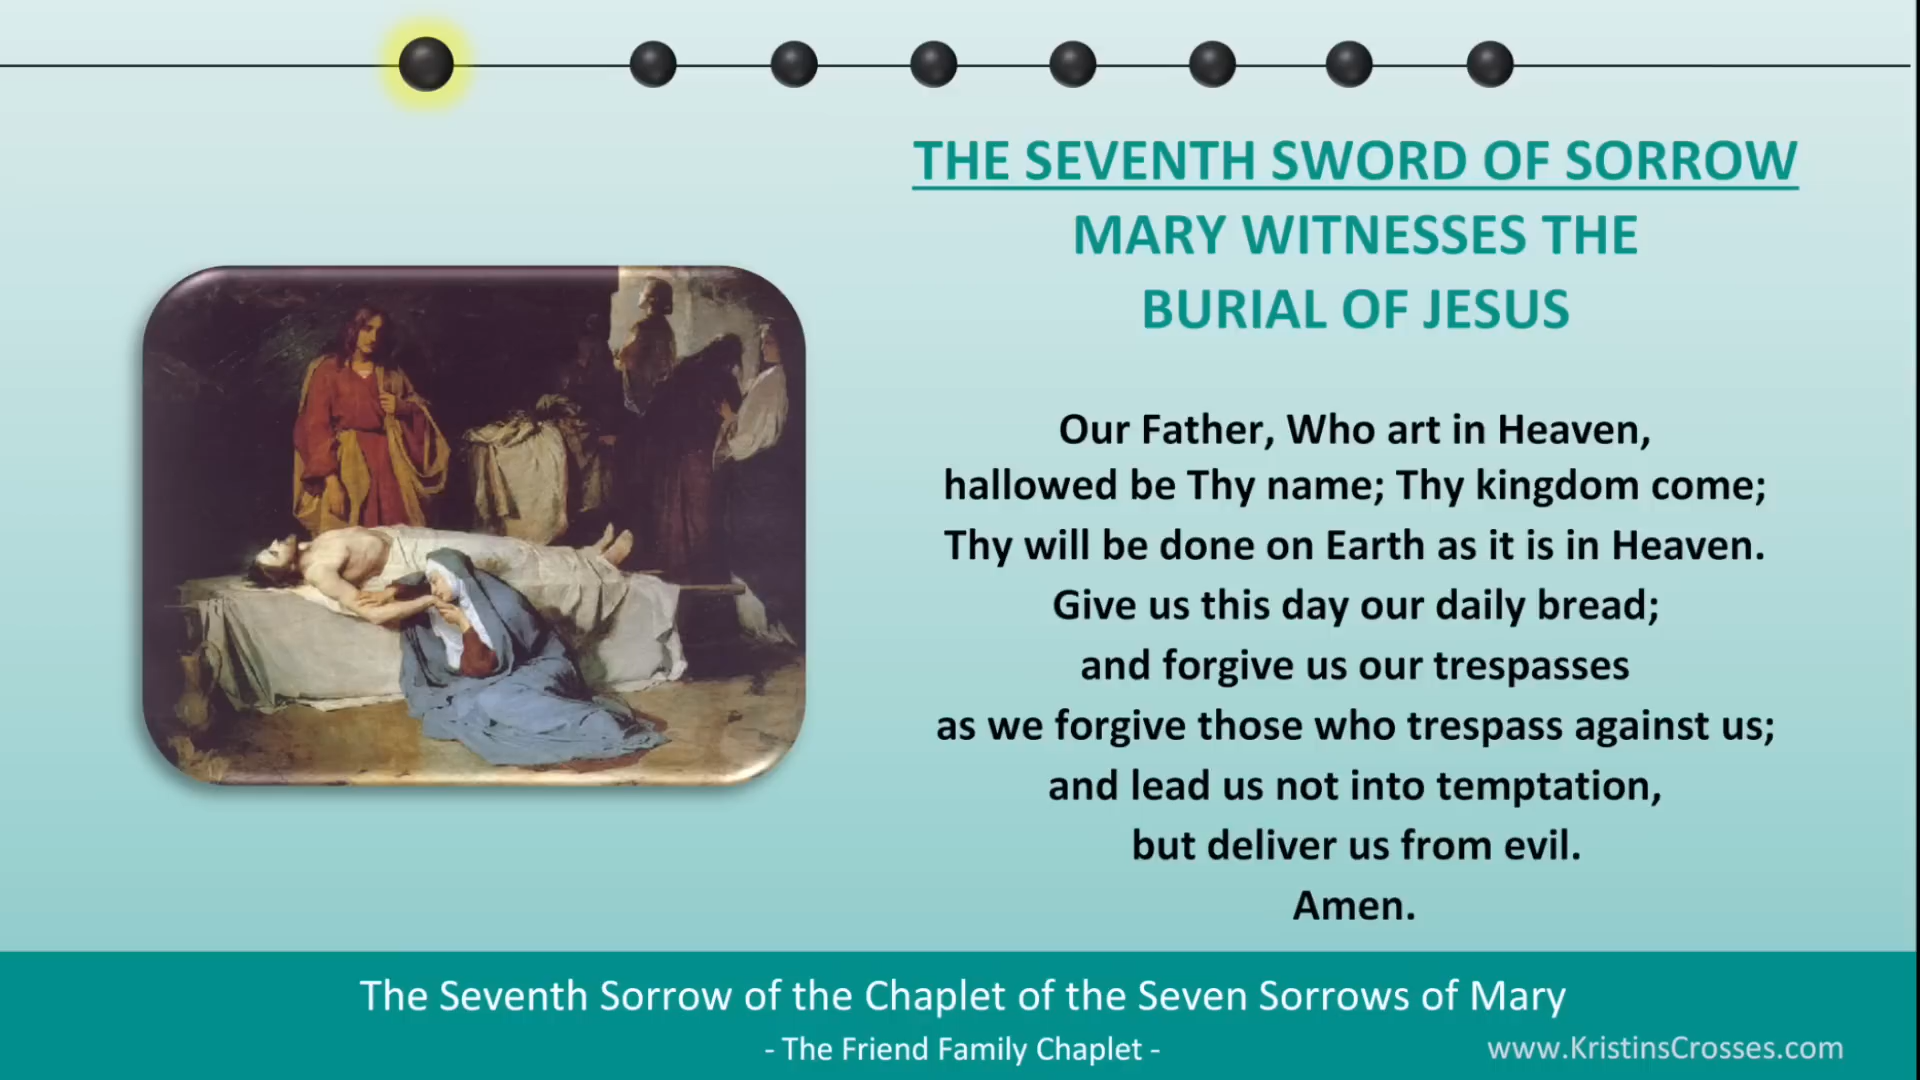 THE SEVENTH SWORD OF SORROW
MARY WITNESSES THE
BURIAL OF JESUS
Our Father, Who art in Heaven,
hallowed be Thy name; Thy kingdom come;
Thy will be done on Earth as it is in Heaven.
Give us this day our daily bread;
and forgive us our trespasses
as we forgive those who trespass against us;
and lead us not into temptation,
but deliver us from evil.
Amen.
The Seventh Sorrow of the Chaplet of the Seven Sorrows of Mary
- The Friend Family Chaplet -
www.KristinsCrosses.com